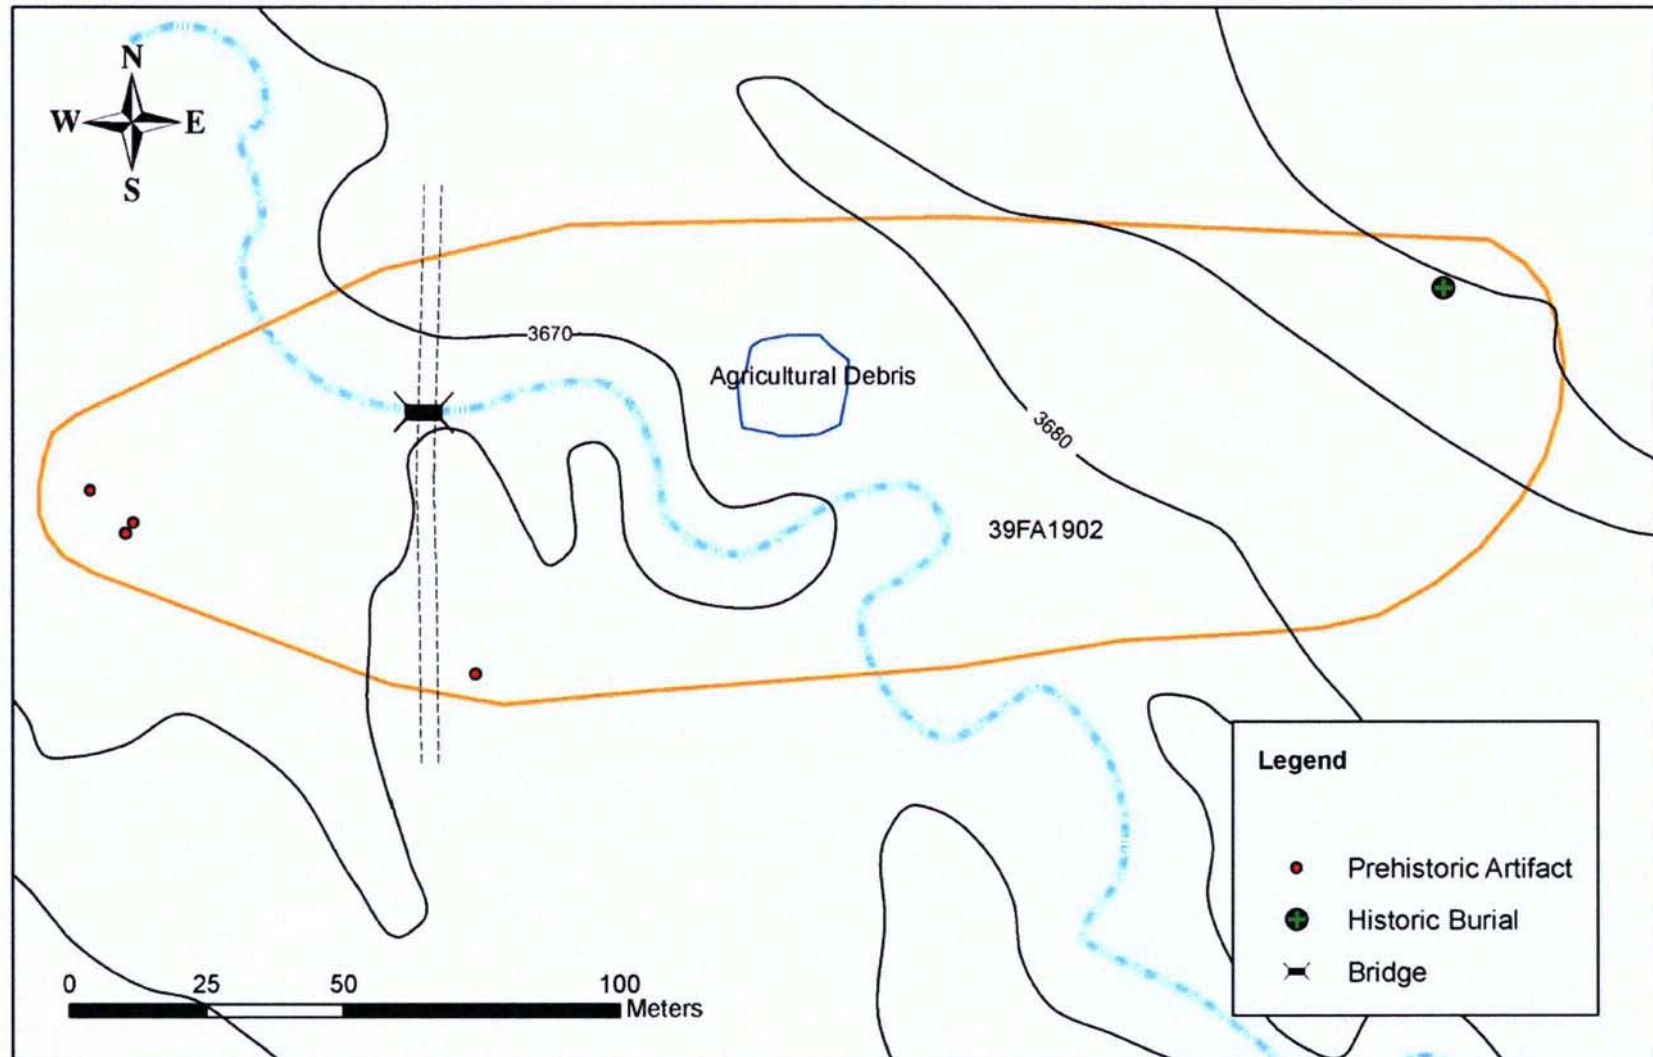 N
W E
S
3670
Agricultural Debris
3680
39FA1902
Legend
Prehistoric Artifact
Historic Burial
Bridge
0 25 50 100
Meters